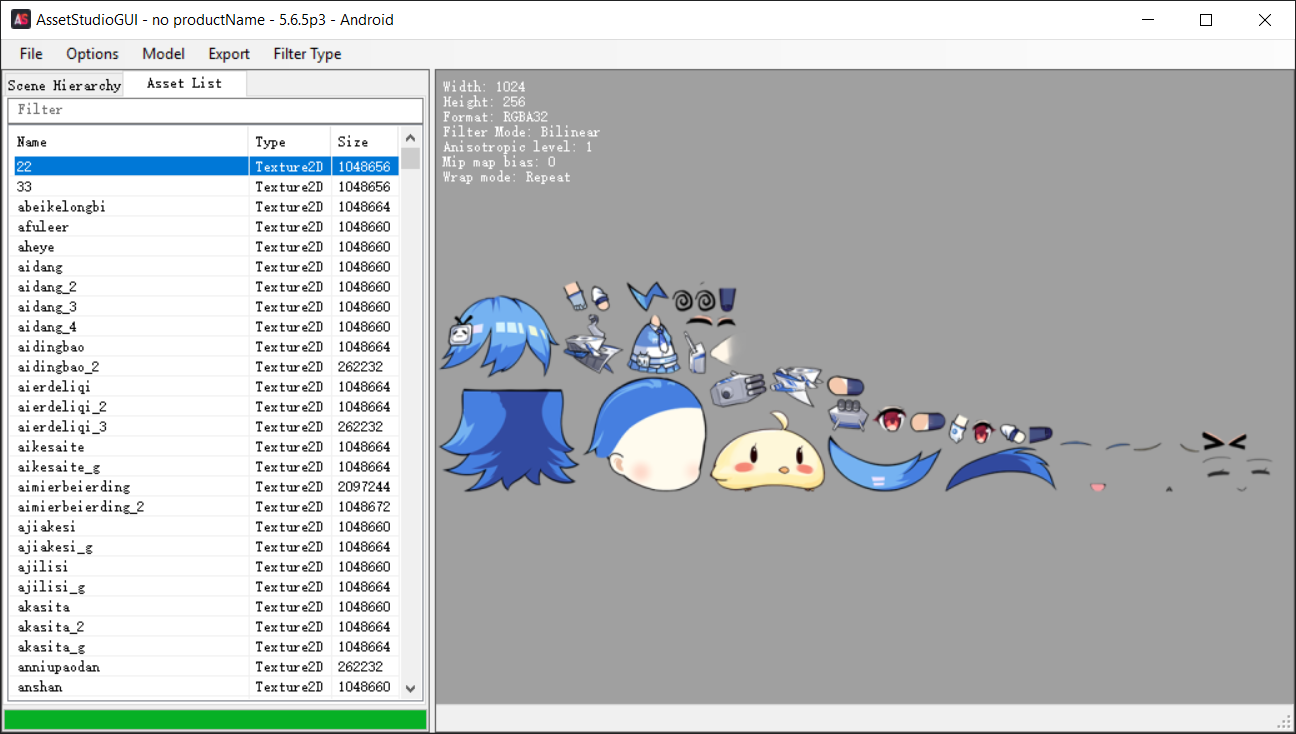 AS AssetStudioGUI - no productName - 5.6.5p3 - Android
File Options Model Export Filter Type
Scene Hierarchy Asset List
Filter
Name Type Size
22 Texture2D 1048656
33 Texture2D 1048656
abeikelongbi Texture2D 1048664
afuleer Texture2D 1048660
aheye Texture2D 1048660
aidang Texture2D 1048660
aidang_2 Texture2D 1048660
aidang_3 Texture2D 1048660
aidang_4 Texture2D 1048660
aidingbao Texture2D 1048664
aidingbao_2 Texture2D 262232
aierdeliqi Texture2D 1048664
aierdeliqi_2 Texture2D 1048664
aierdeliqi_3 Texture2D 262232
aikesaite Texture2D 1048664
aikesaite_g Texture2D 1048664
aimierbeierding Texture2D 2097244
aimierbeierding_2 Texture2D 1048672
ajiakesi Texture2D 1048660
ajiakesi_g Texture2D 1048664
ajilisi Texture2D 1048660
ajilisi_g Texture2D 1048664
akasita Texture2D 1048660
akasita_2 Texture2D 1048664
akasita_g Texture2D 1048664
anniupaodan Texture2D 262232
anshan Texture2D 1048660
Width: 1024
Height: 256
Format: RGBA32
Filter Mode: Bilinear
Anisotropic level: 1
Mip map bias: 0
Wrap mode: Repeat